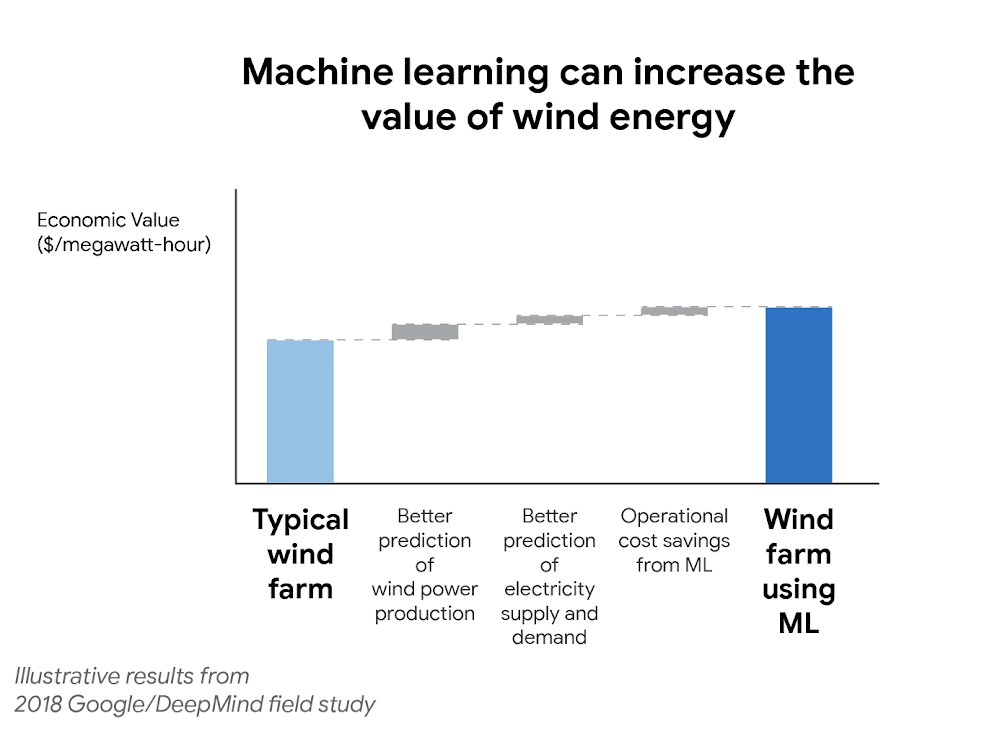 Machine learning can increase the
value of wind energy
Economic Value
($/megawatt-hour)
Typical
wind
farm
Better
prediction
of
wind power
production
Better
prediction
of
electricity
supply and
demand
Operational
cost savings
from ML
Wind
farm
using
ML
Illustrative results from
2018 Google/DeepMind field study